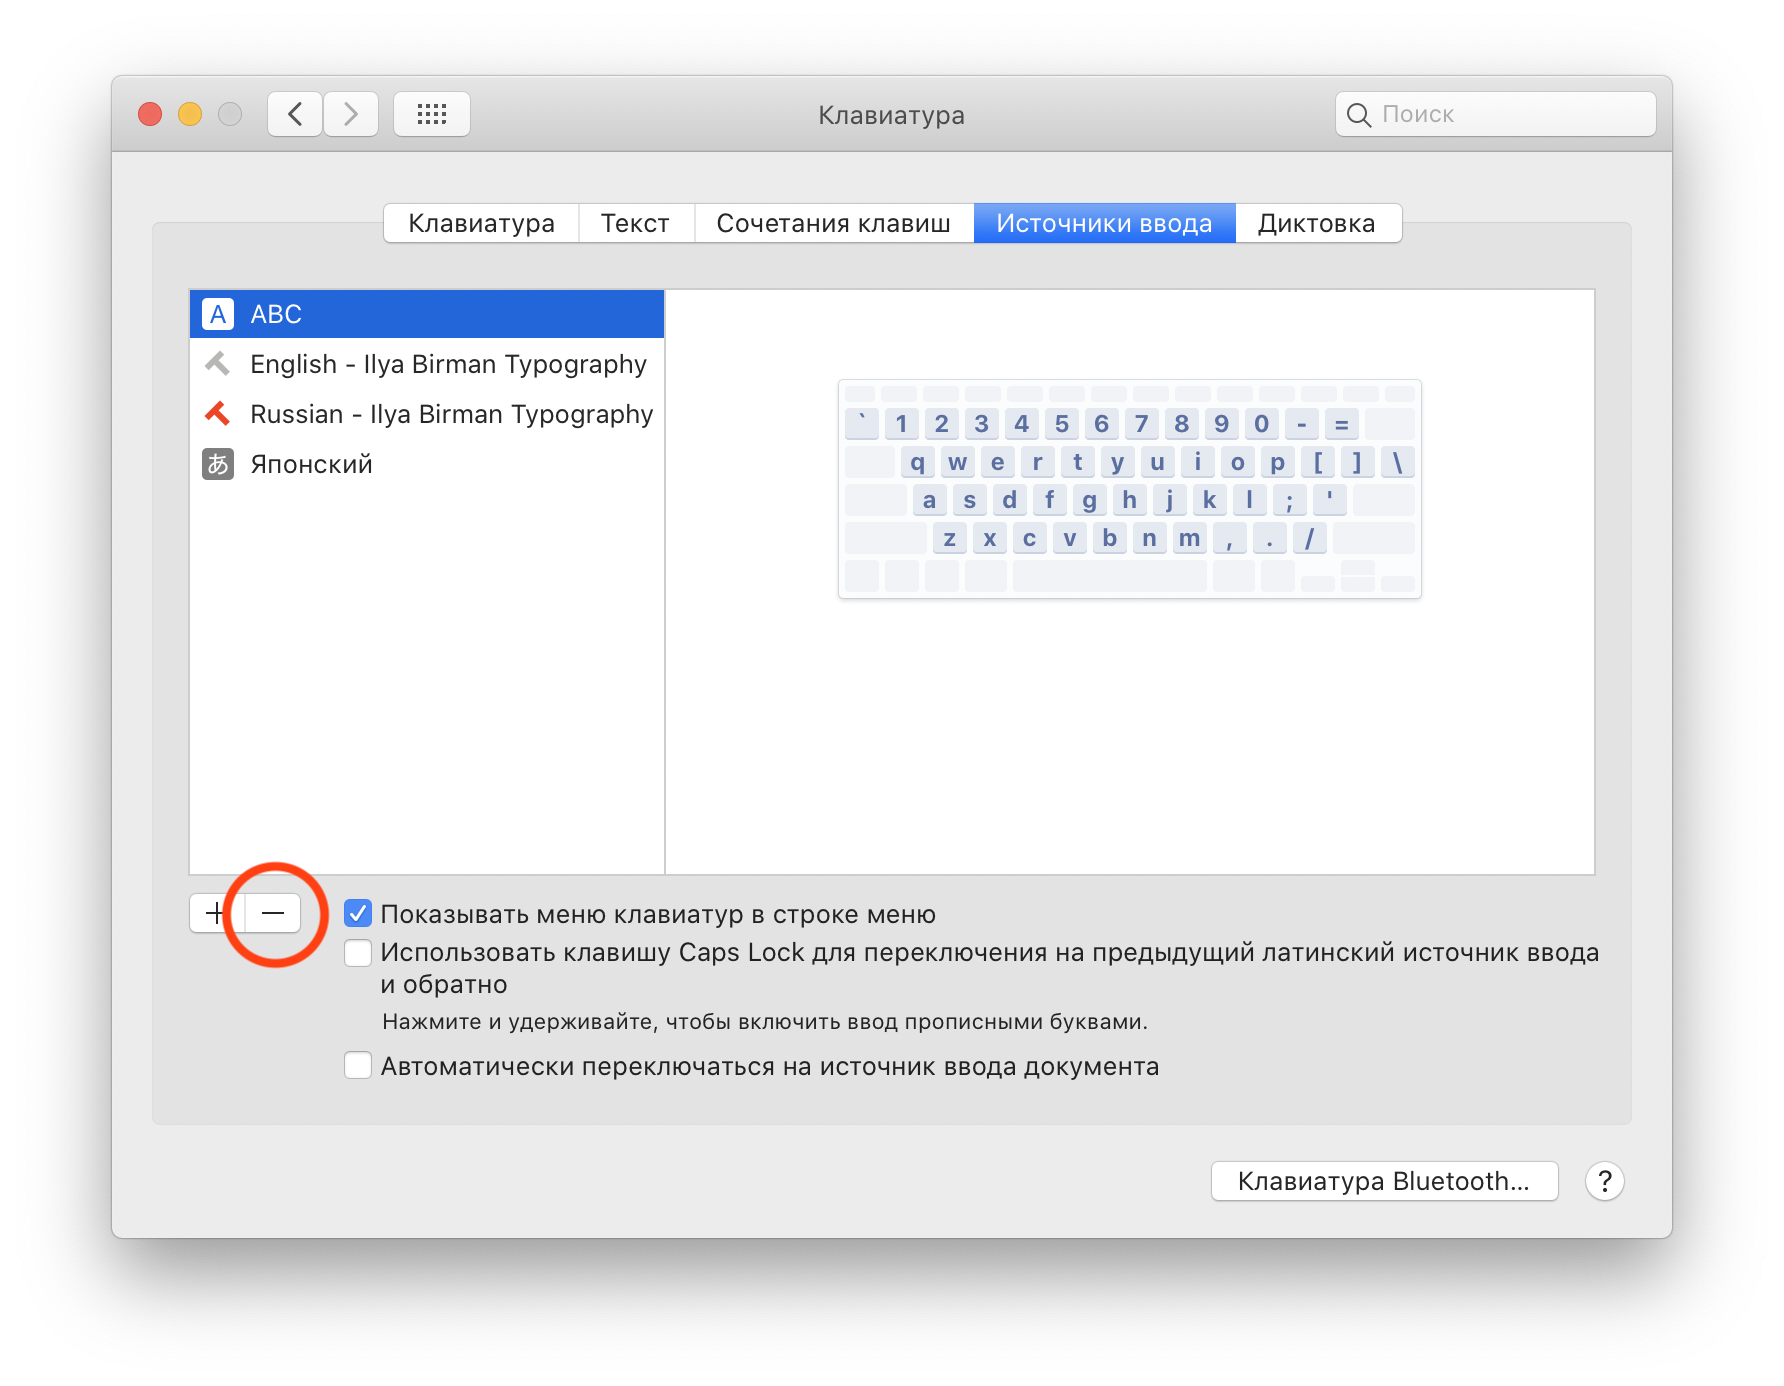 Клавиатура
Поиск
Клавиатура Текст Сочетания клавиш Источники ввода Диктовка
A ABC
English - Ilya Birman Typography
Russian - Ilya Birman Typography
あ Японский
` 1 2 3 4 5 6 7 8 9 0 - =
q w e r t y u i o p [ ] \
a s d f g h j k l ; '
z x c v b n m , . /
Показывать меню клавиатур в строке меню
Использовать клавишу Caps Lock для переключения на предыдущий латинский источник ввода
и обратно
Нажмите и удерживайте, чтобы включить ввод прописными буквами.
Автоматически переключаться на источник ввода документа
Клавиатура Bluetooth... ?